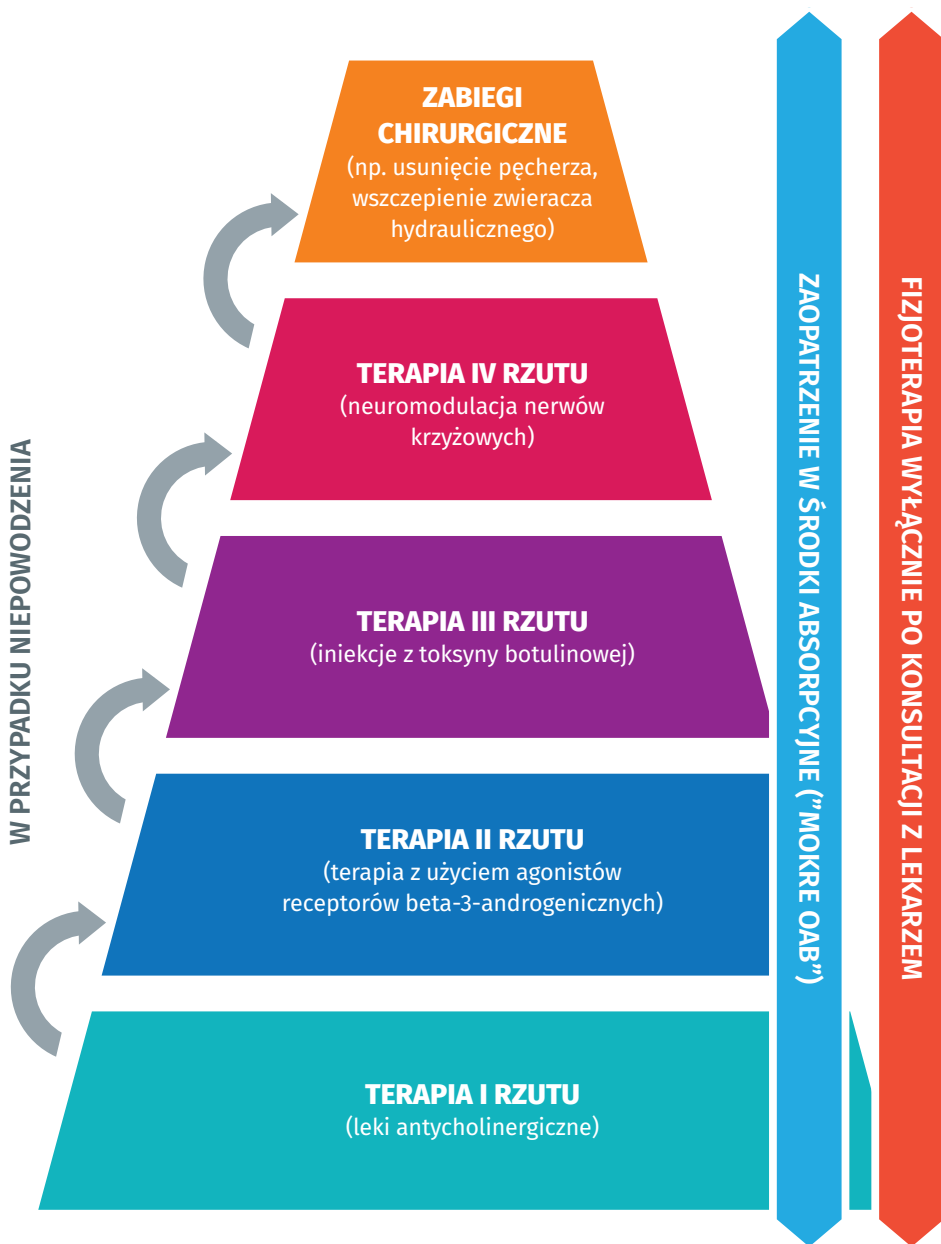 ZABIEGI
CHIRURGICZNE
(np. usunięcie pęcherza,
wszczepienie zwieracza
hydraulicznego)
TERAPIA IV RZUTU
(neuromodulacja nerwów
krzyżowych)
TERAPIA III RZUTU
(iniekcje z toksyny botulinowej)
TERAPIA II RZUTU
(terapia z użyciem agonistów
receptorów beta-3-androgenicznych)
TERAPIA I RZUTU
(leki antycholinergiczne)
W PRZYPADKU NIEPOWODZENIA
ZAOPATRZENIE W ŚRODKI ABSORPCYJNE (”MOKRE OAB”)
FIZJOTERAPIA WYŁĄCZNIE PO KONSULTACJI Z LEKARZEM